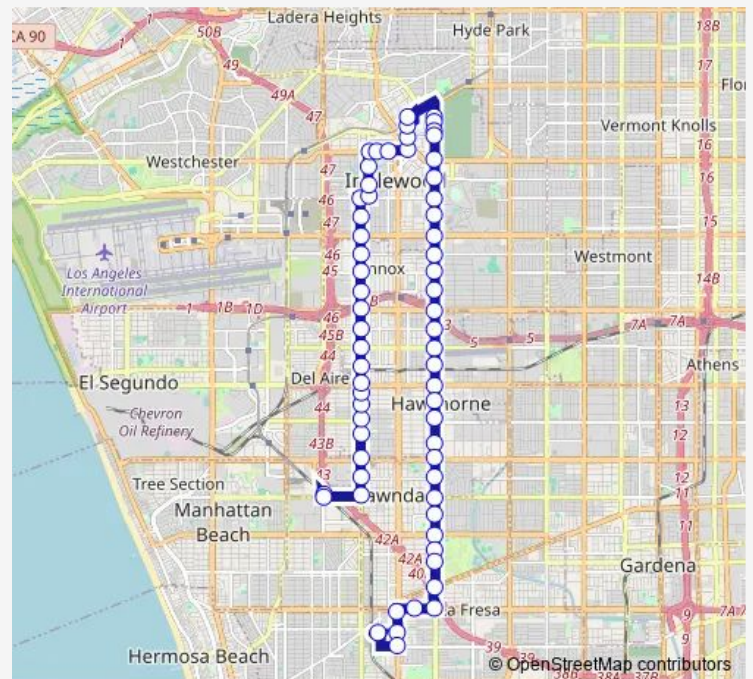 Ladera Heights
CA 90
1
50B
18B
Hyde Park
49
17
49A
Flo
47
Vermont Knolls
Westchester
16
47
16
Inglewood
46
47
Westmont
46
45
nnox
14B
Los Angeles
International
Airport
1
1B
1D
46
B
3
5
5
7A
7A
45B
44
Athens
Del Aire
El Segundo
44
Hawthorne
13
Chevron
Oil Refinery
43B
12
43
Tree Section
12
11
awnda
Manhattan
Beach
42A
11
42A
40
Gardena
la Fresa
9
7A
9
39
Hermosa Beach
39
38A
37A
© OpenStreetMap contributors